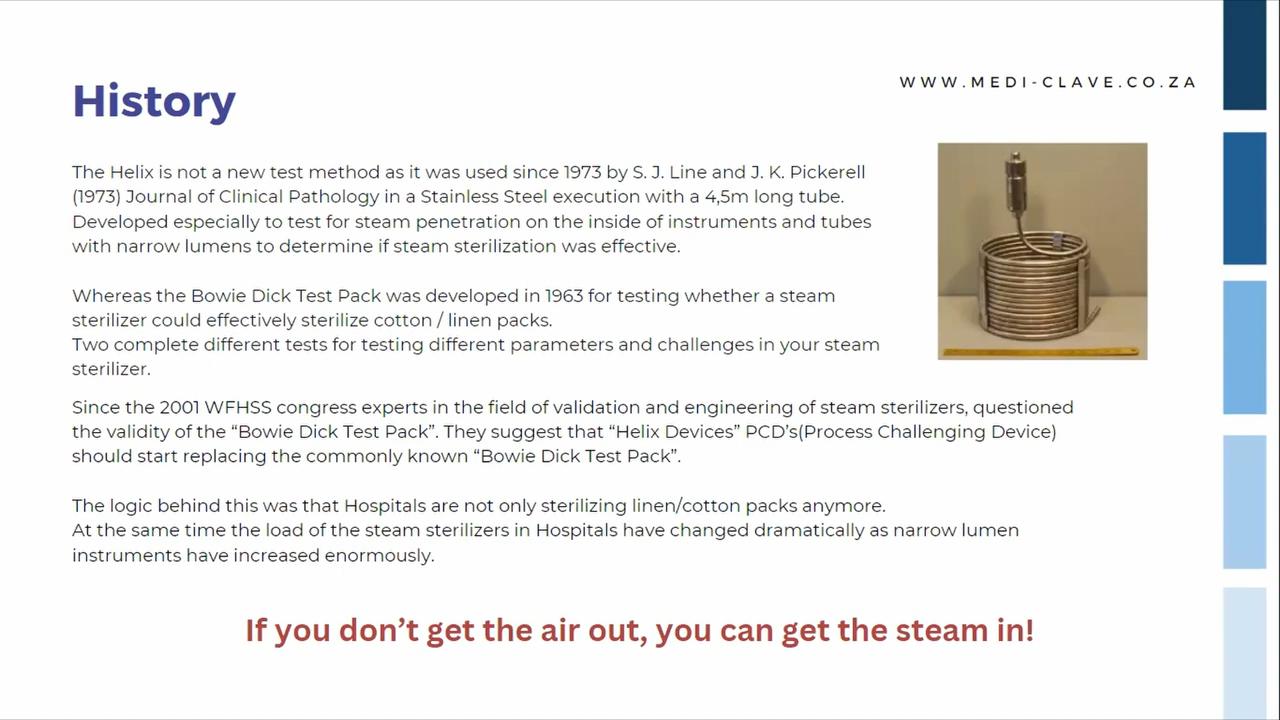 WWW.MEDI-CLAVE.CO.ZA
History
The Helix is not a new test method as it was used since 1973 by S. J. Line and J. K. Pickerell
(1973) Journal of Clinical Pathology in a Stainless Steel execution with a 4,5m long tube.
Developed especially to test for steam penetration on the inside of instruments and tubes
with narrow lumens to determine if steam sterilization was effective.
Whereas the Bowie Dick Test Pack was developed in 1963 for testing whether a steam
sterilizer could effectively sterilize cotton / linen packs.
Two complete different tests for testing different parameters and challenges in your steam
sterilizer.
Since the 2001 WFHSS congress experts in the field of validation and engineering of steam sterilizers, questioned
the validity of the “Bowie Dick Test Pack”. They suggest that “Helix Devices” PCD’s(Process Challenging Device)
should start replacing the commonly known “Bowie Dick Test Pack”.
The logic behind this was that Hospitals are not only sterilizing linen/cotton packs anymore.
At the same time the load of the steam sterilizers in Hospitals have changed dramatically as narrow lumen
instruments have increased enormously.
If you don’t get the air out, you can get the steam in!